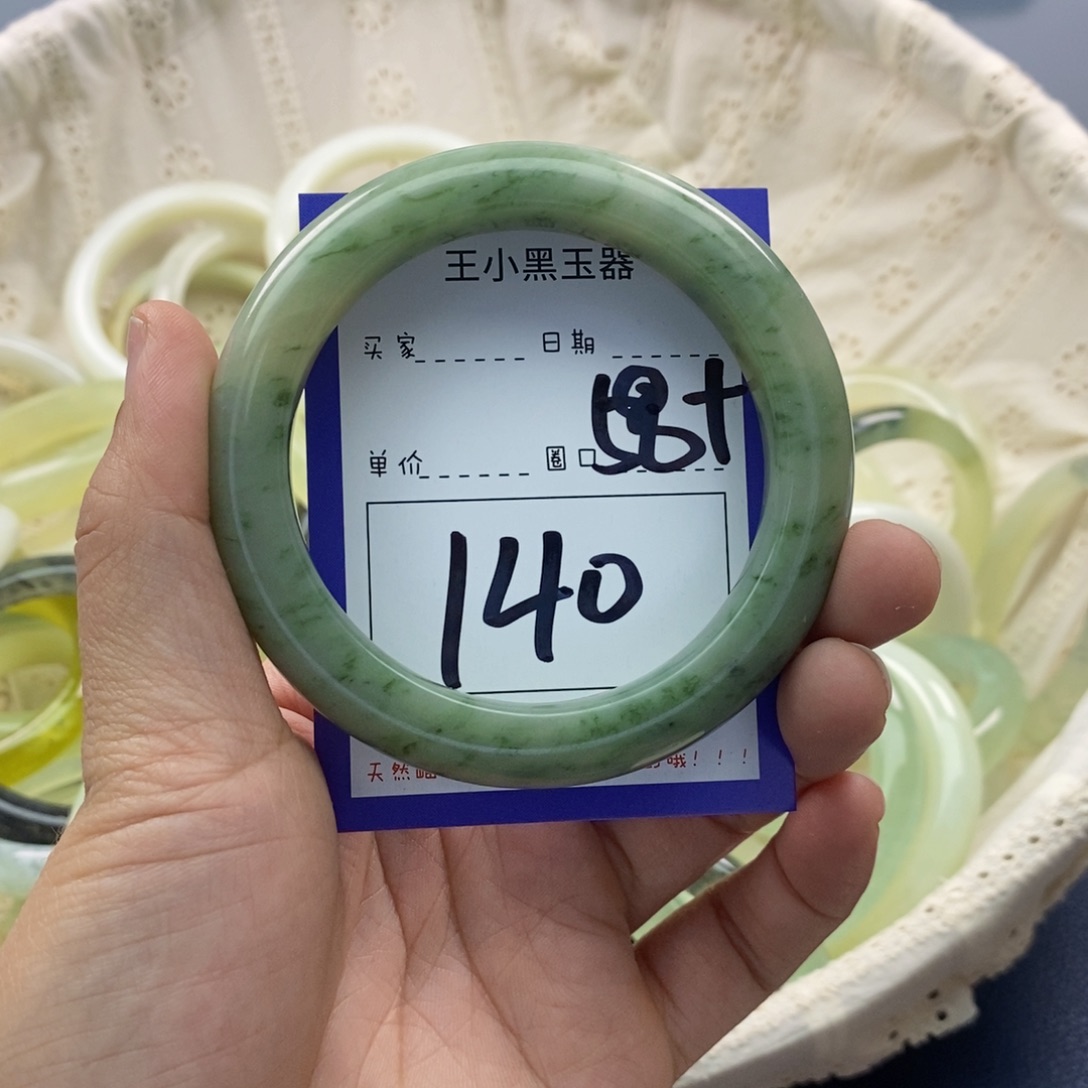 王小黑玉器
买家 日期
58+
单价 圈口
140
天然 哦！！！